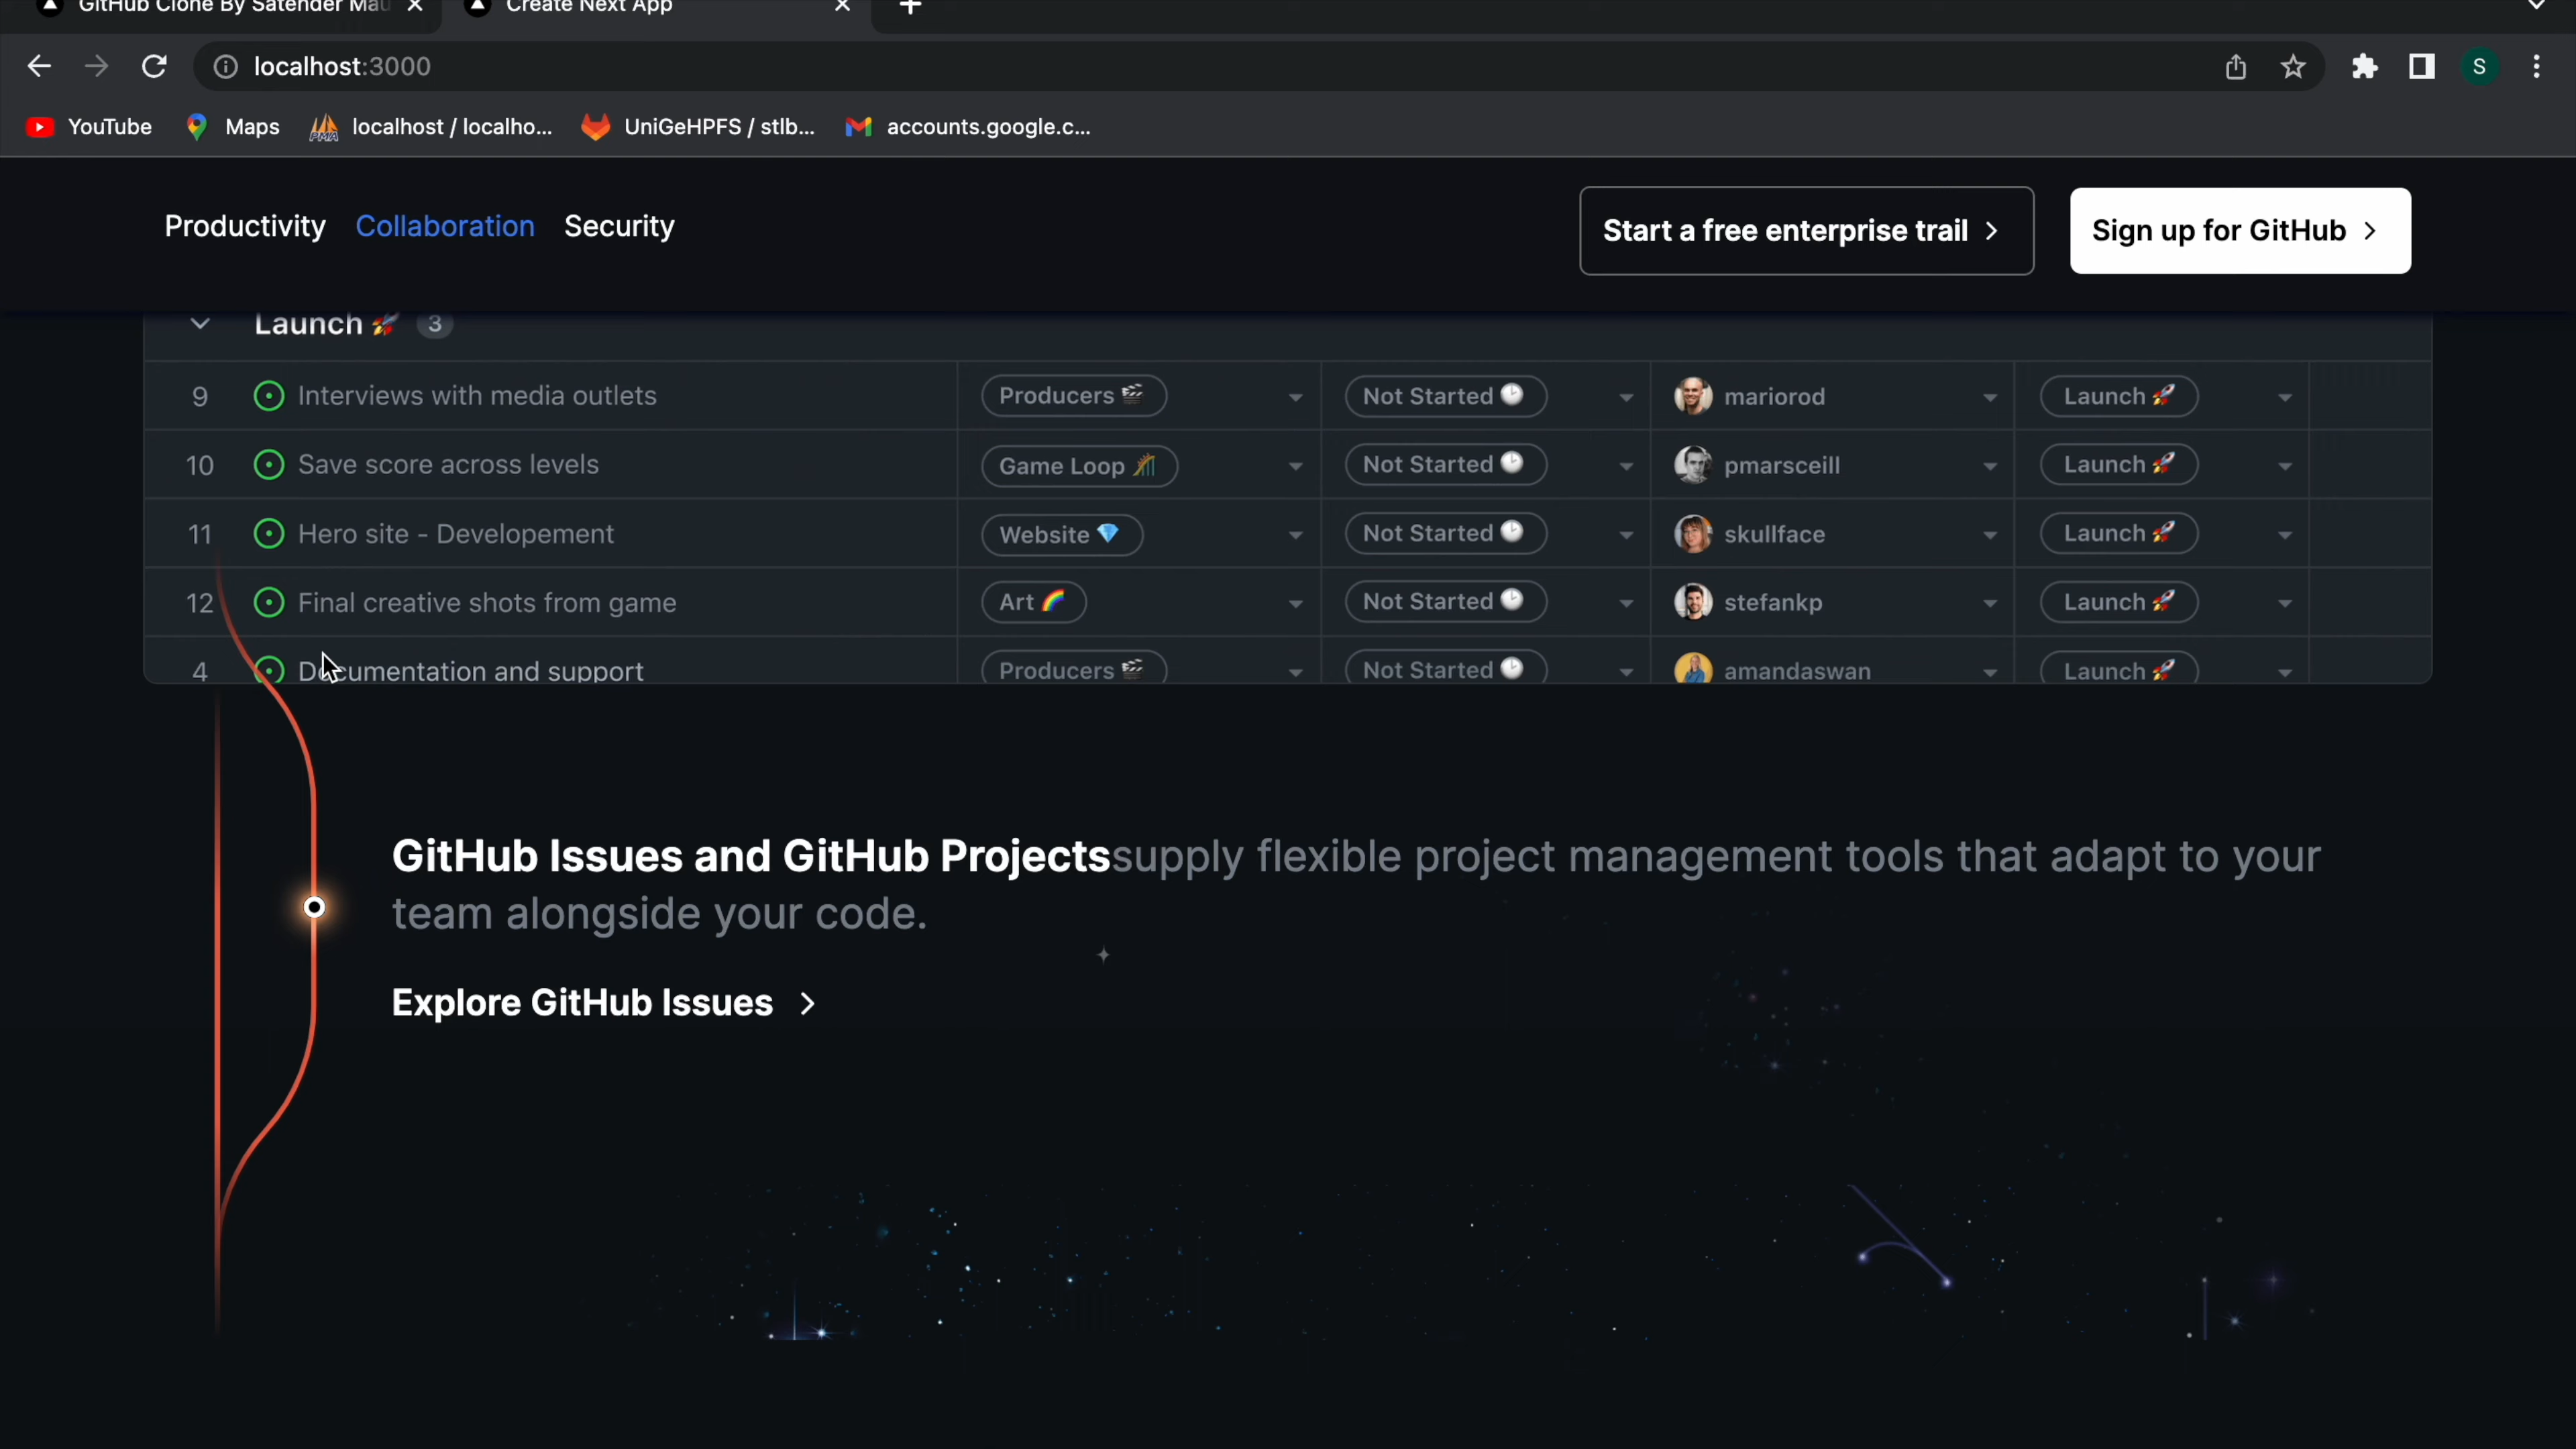 GitHub Clone By Satender Mau
Create Next App
localhost:3000
S
YouTube
Maps
PMA
localhost / localho...
UniGeHPFS / stlb...
accounts.google.c...
Productivity
Collaboration
Security
Start a free enterprise trail
Sign up for GitHub
Launch 🚀 3
9 Interviews with media outlets Producers 🎬 Not Started 🕑 mariorod Launch 🚀
10 Save score across levels Game Loop 🎢 Not Started 🕑 pmarsceill Launch 🚀
11 Hero site - Developement Website 💎 Not Started 🕑 skullface Launch 🚀
12 Final creative shots from game Art 🌈 Not Started 🕑 stefankp Launch 🚀
4 Documentation and support Producers 🎬 Not Started 🕑 amandaswan Launch 🚀
GitHub Issues and GitHub Projectssupply flexible project management tools that adapt to your
team alongside your code.
Explore GitHub Issues